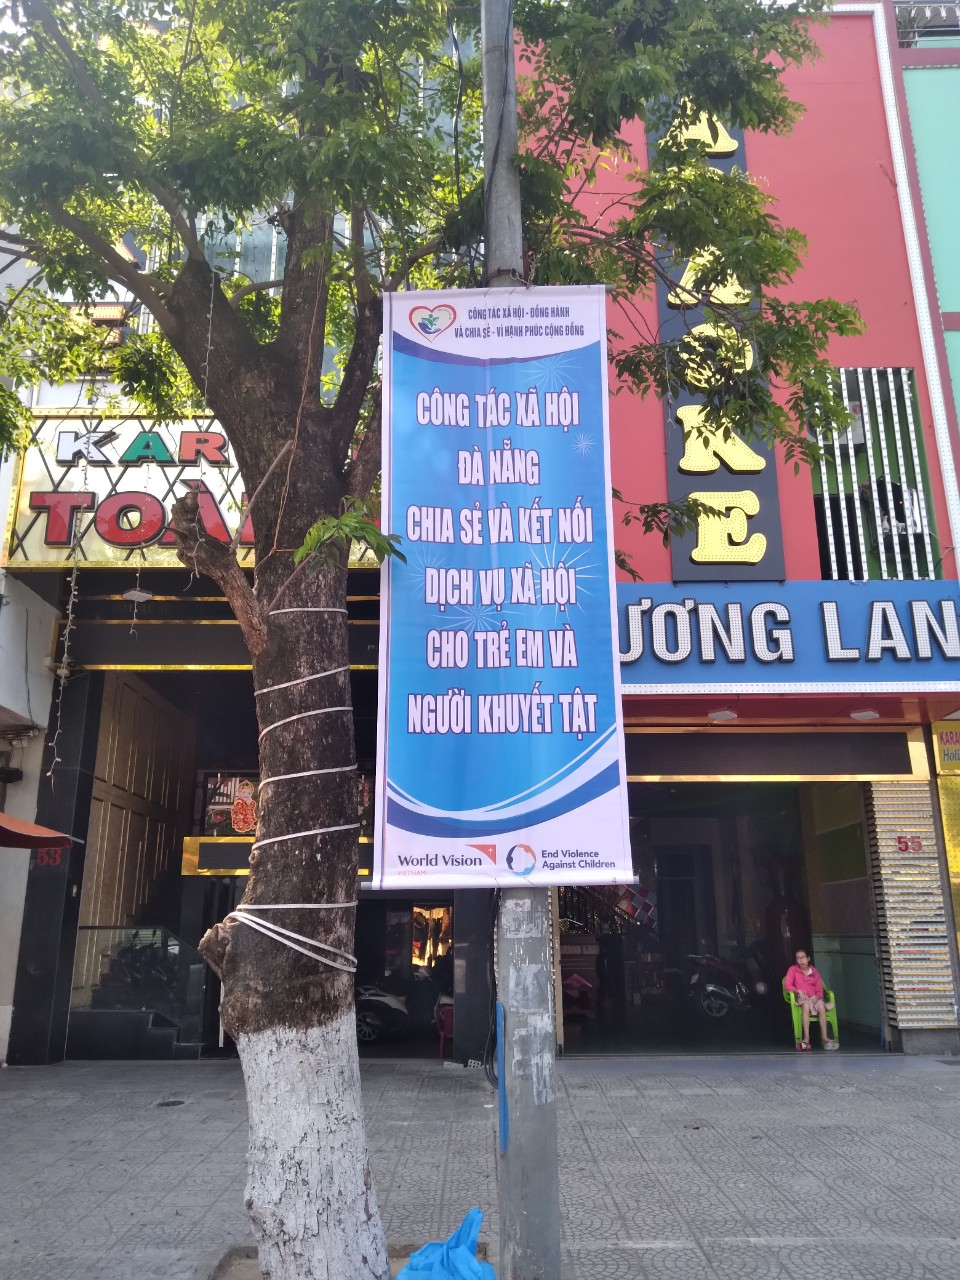 CÔNG TÁC XÃ HỘI - ĐỒNG HÀNH
VÀ CHIA SẺ - VÌ HẠNH PHÚC CỘNG ĐỒNG
CÔNG TÁC XÃ HỘI
ĐÀ NẴNG
CHIA SẺ VÀ KẾT NỐI
DỊCH VỤ XÃ HỘI
CHO TRẺ EM VÀ
NGƯỜI KHUYẾT TẬT
World Vision
VIETNAM
End Violence
Against Children
KAR
TOÀ
ƯƠNG LAN
53
55